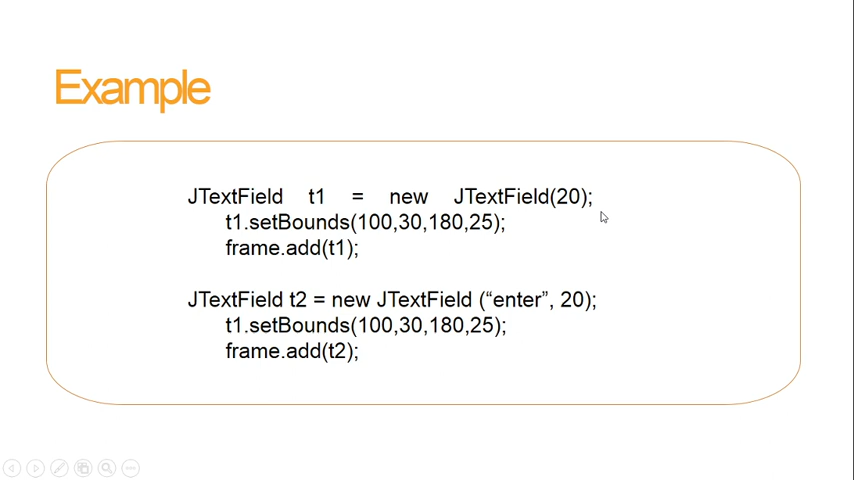 Example
JTextField t1 = new JTextField(20);
t1.setBounds(100,30,180,25);
frame.add(t1);
JTextField t2 = new JTextField (“enter”, 20);
t1.setBounds(100,30,180,25);
frame.add(t2);